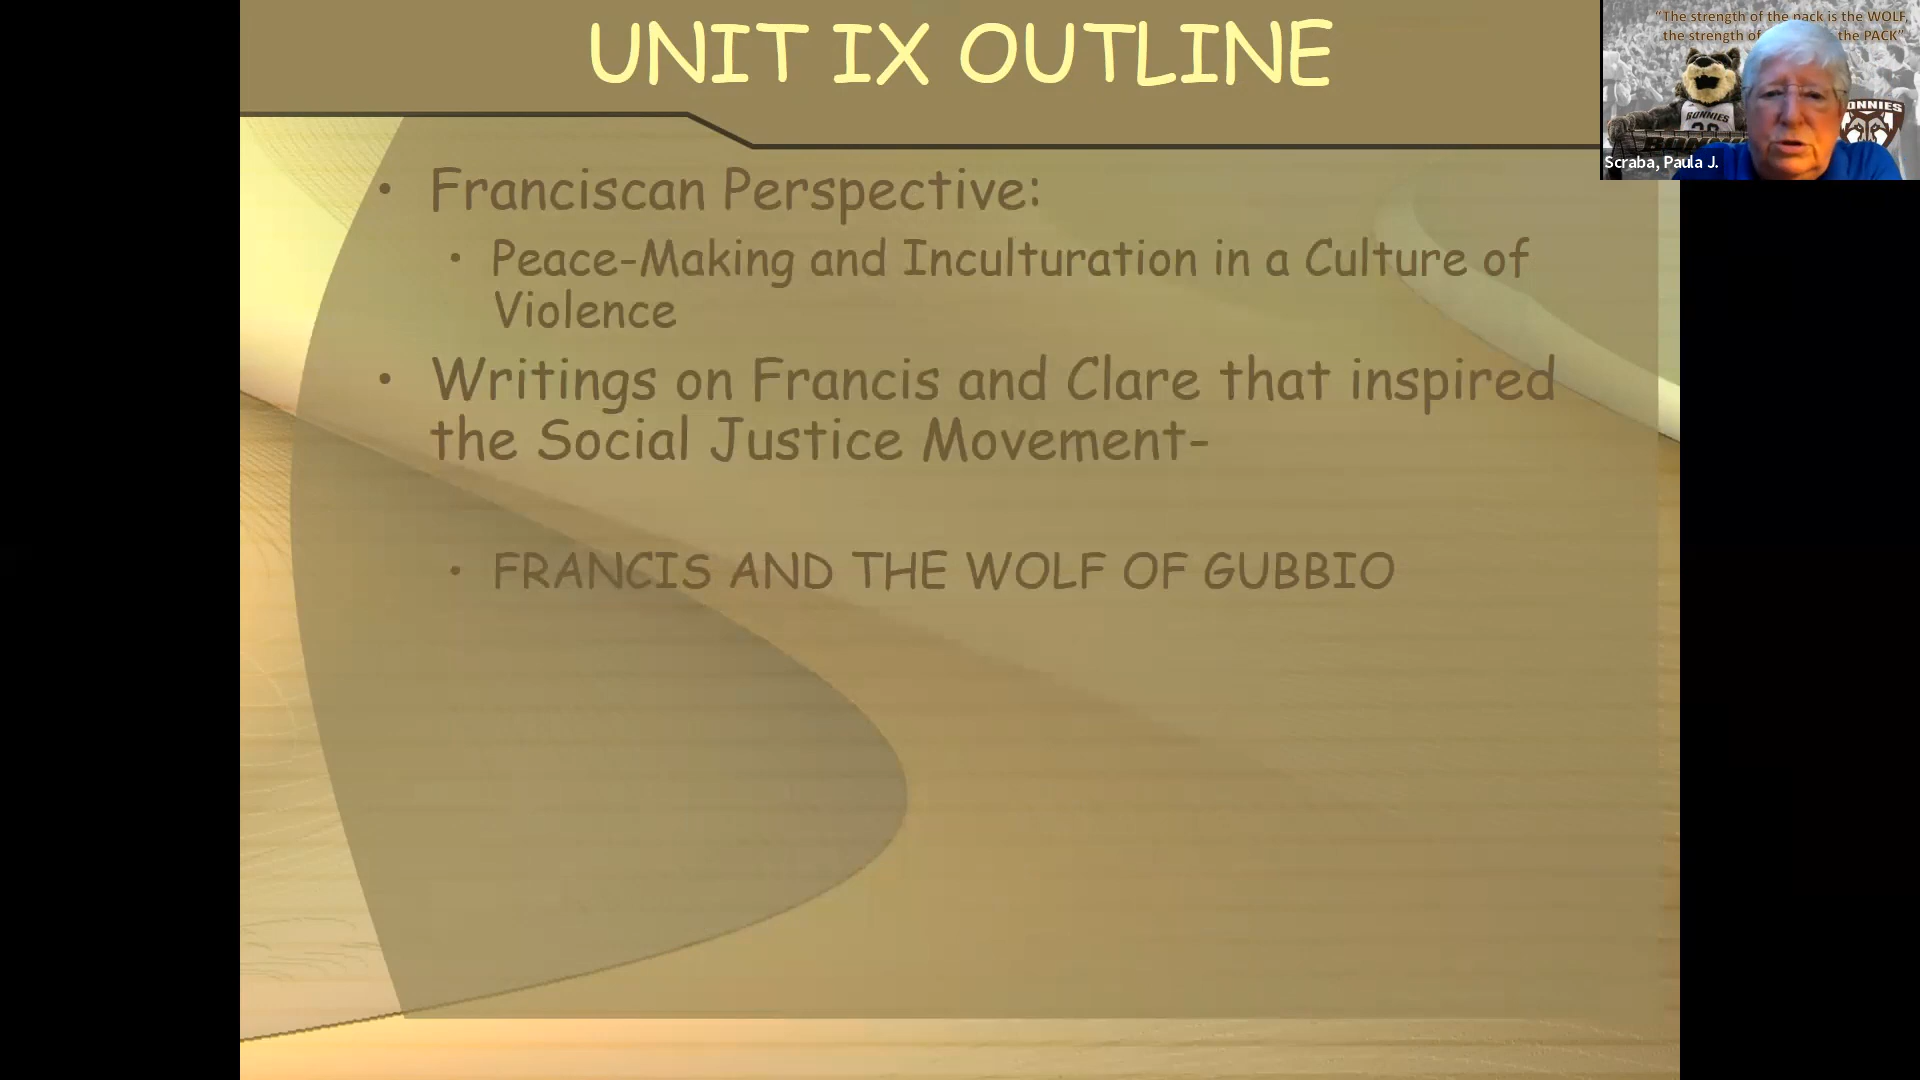 UNIT IX OUTLINE
• Franciscan Perspective:
• Peace-Making and Inculturation in a Culture of
Violence
• Writings on Francis and Clare that inspired
the Social Justice Movement-
• FRANCIS AND THE WOLF OF GUBBIO
"The strength of the pack is the WOLF,
the strength of the PACK"
BONNIES
ONNIES
Scraba, Paula J.